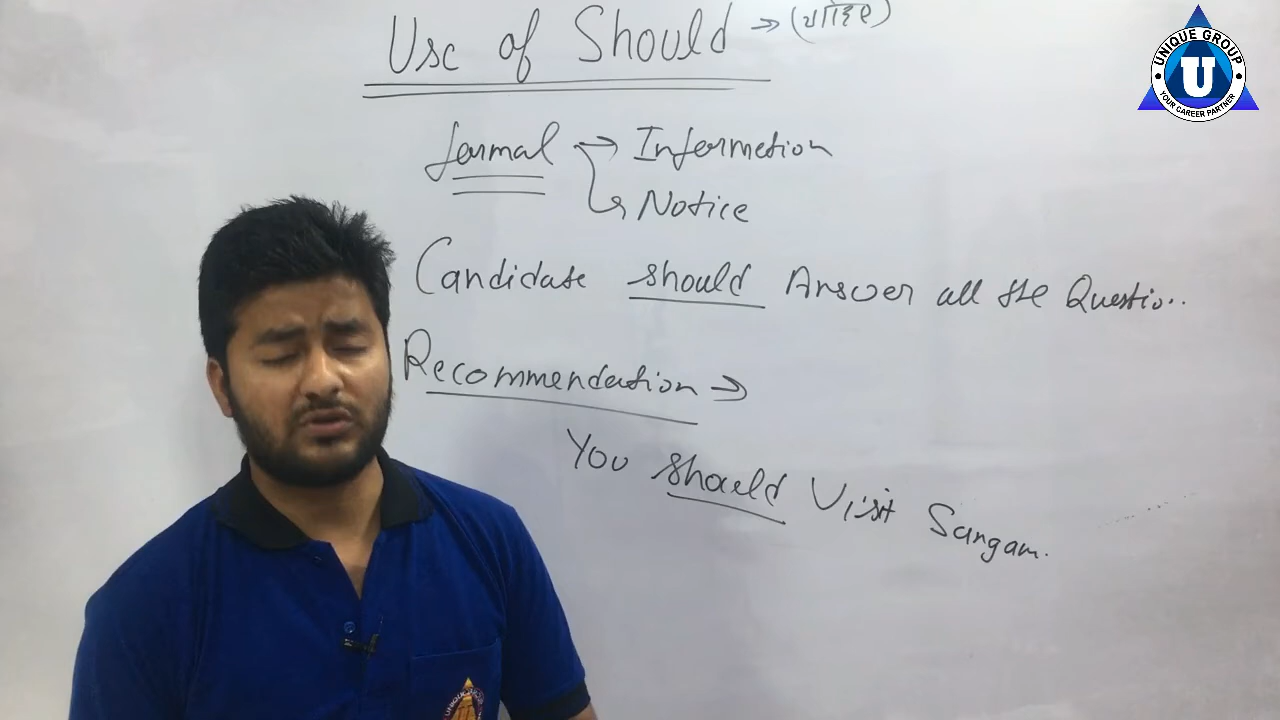 Use of Should → (चाहिए)
formal → Informetion
↳ Notice
Candidate should Answer all the Questio..
Recommendation →
You should Visit Sangam.
UNIQUE GROUP
U
YOUR CAREER PARTNER